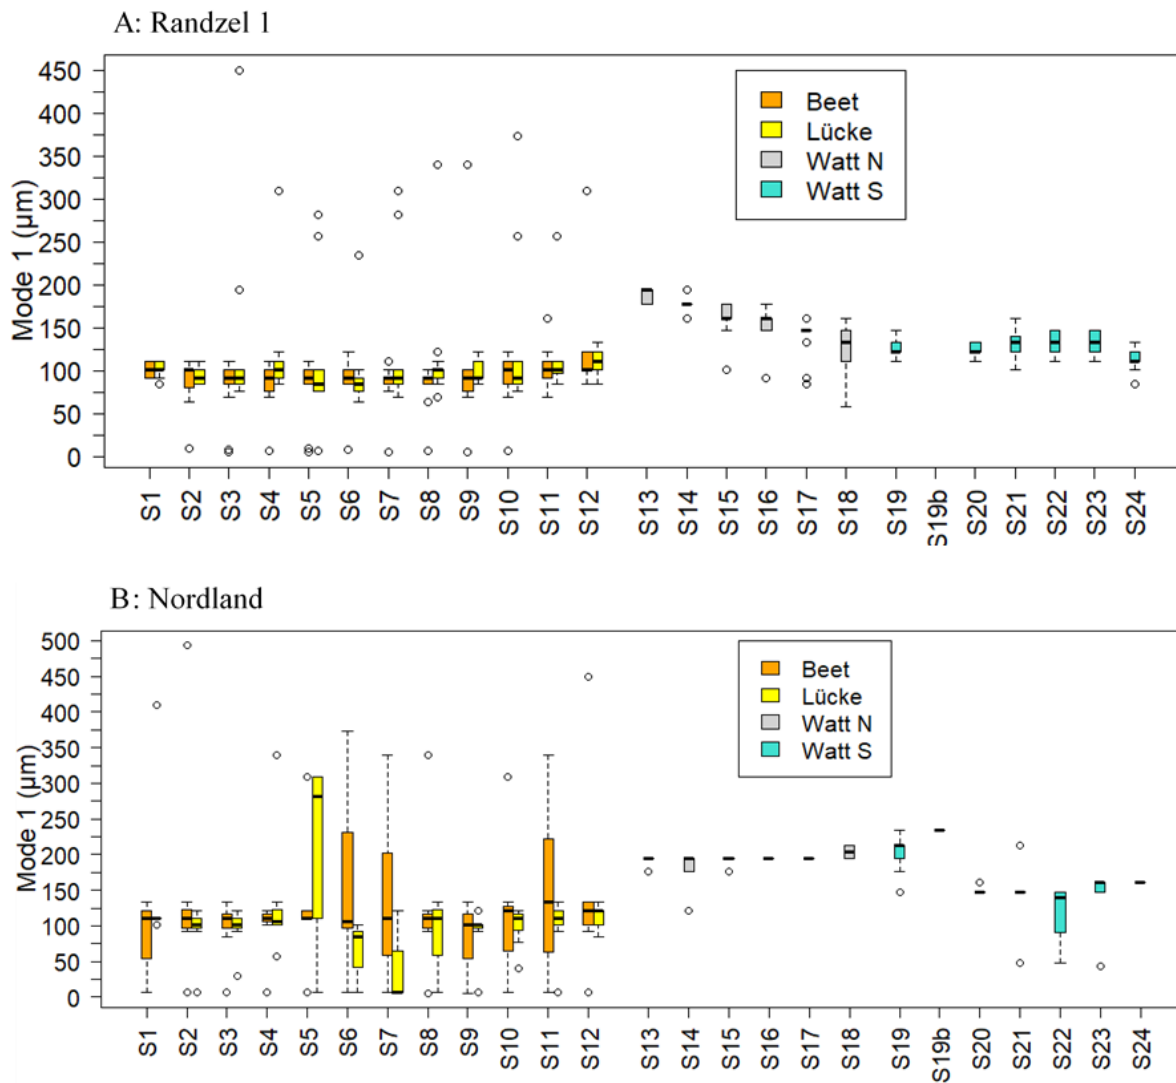 A: Randzel 1
Mode 1 (µm)
450
400
350
300
250
200
150
100
50
0
Beet
Lücke
Watt N
Watt S
S1 S2 S3 S4 S5 S6 S7 S8 S9 S10 S11 S12 S13 S14 S15 S16 S17 S18 S19 S19b S20 S21 S22 S23 S24
B: Nordland
Mode 1 (µm)
500
450
400
350
300
250
200
150
100
50
0
Beet
Lücke
Watt N
Watt S
S1 S2 S3 S4 S5 S6 S7 S8 S9 S10 S11 S12 S13 S14 S15 S16 S17 S18 S19 S19b S20 S21 S22 S23 S24